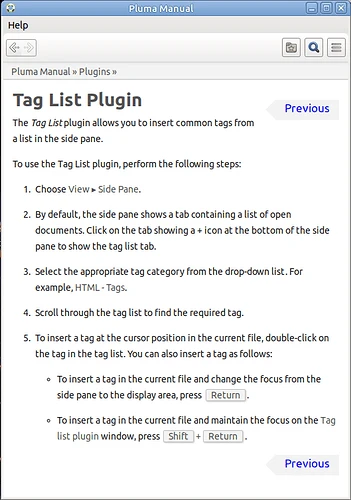 Pluma Manual
Help
Pluma Manual » Plugins »
Tag List Plugin
Previous
The Tag List plugin allows you to insert common tags from
a list in the side pane.
To use the Tag List plugin, perform the following steps:
1. Choose View ▸ Side Pane.
2. By default, the side pane shows a tab containing a list of open
documents. Click on the tab showing a + icon at the bottom of the side
pane to show the tag list tab.
3. Select the appropriate tag category from the drop-down list. For
example, HTML - Tags.
4. Scroll through the tag list to find the required tag.
5. To insert a tag at the cursor position in the current file, double-click on
the tag in the tag list. You can also insert a tag as follows:
◦ To insert a tag in the current file and change the focus from the
side pane to the display area, press Return.
◦ To insert a tag in the current file and maintain the focus on the Tag
list plugin window, press Shift + Return.
Previous